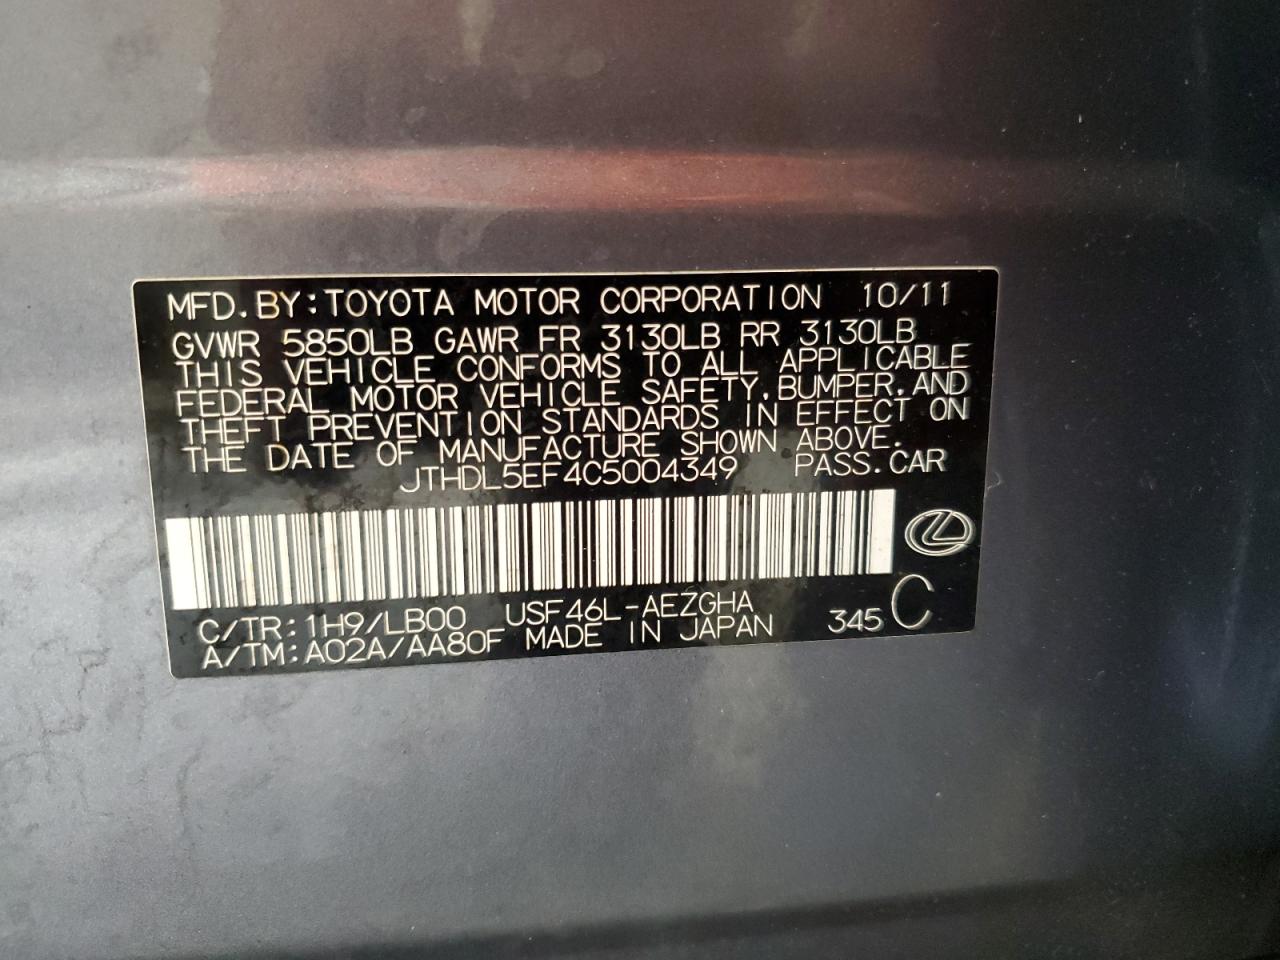 MFD. BY: TOYOTA MOTOR CORPORATION 10/11
GVWR 5850LB GAWR FR 3130LB RR 3130LB
THIS VEHICLE CONFORMS TO ALL APPLICABLE
FEDERAL MOTOR VEHICLE SAFETY, BUMPER, AND
THEFT PREVENTION STANDARDS IN EFFECT ON
THE DATE OF MANUFACTURE SHOWN ABOVE.
JTHDL5EF4C5004349 PASS. CAR
C/TR: 1H9/LB00 USF46L-AEZGHA 345 C
A/TM: A02A/AA80F MADE IN JAPAN